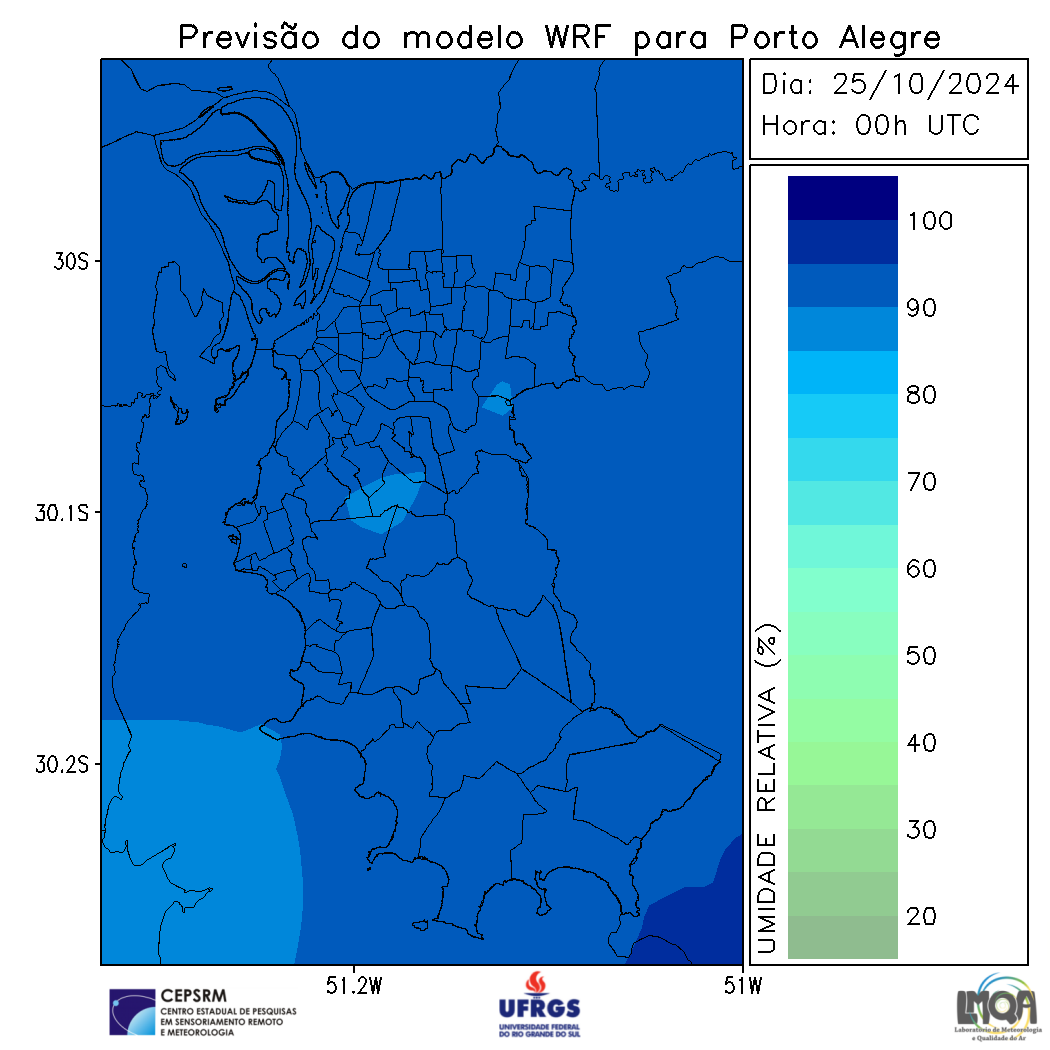 Previsão do modelo WRF para Porto Alegre
Dia: 25/10/2024
Hora: 00h UTC
30S
30.1S
30.2S
51.2W
51W
UMIDADE RELATIVA (%)
100
90
80
70
60
50
40
30
20
CEPSRM
CENTRO ESTADUAL DE PESQUISAS
EM SENSORIAMENTO REMOTO
E METEOROLOGIA
UFRGS
UNIVERSIDADE FEDERAL
DO RIO GRANDE DO SUL
LMQA
Laboratório de Meteorologia
e Qualidade do Ar